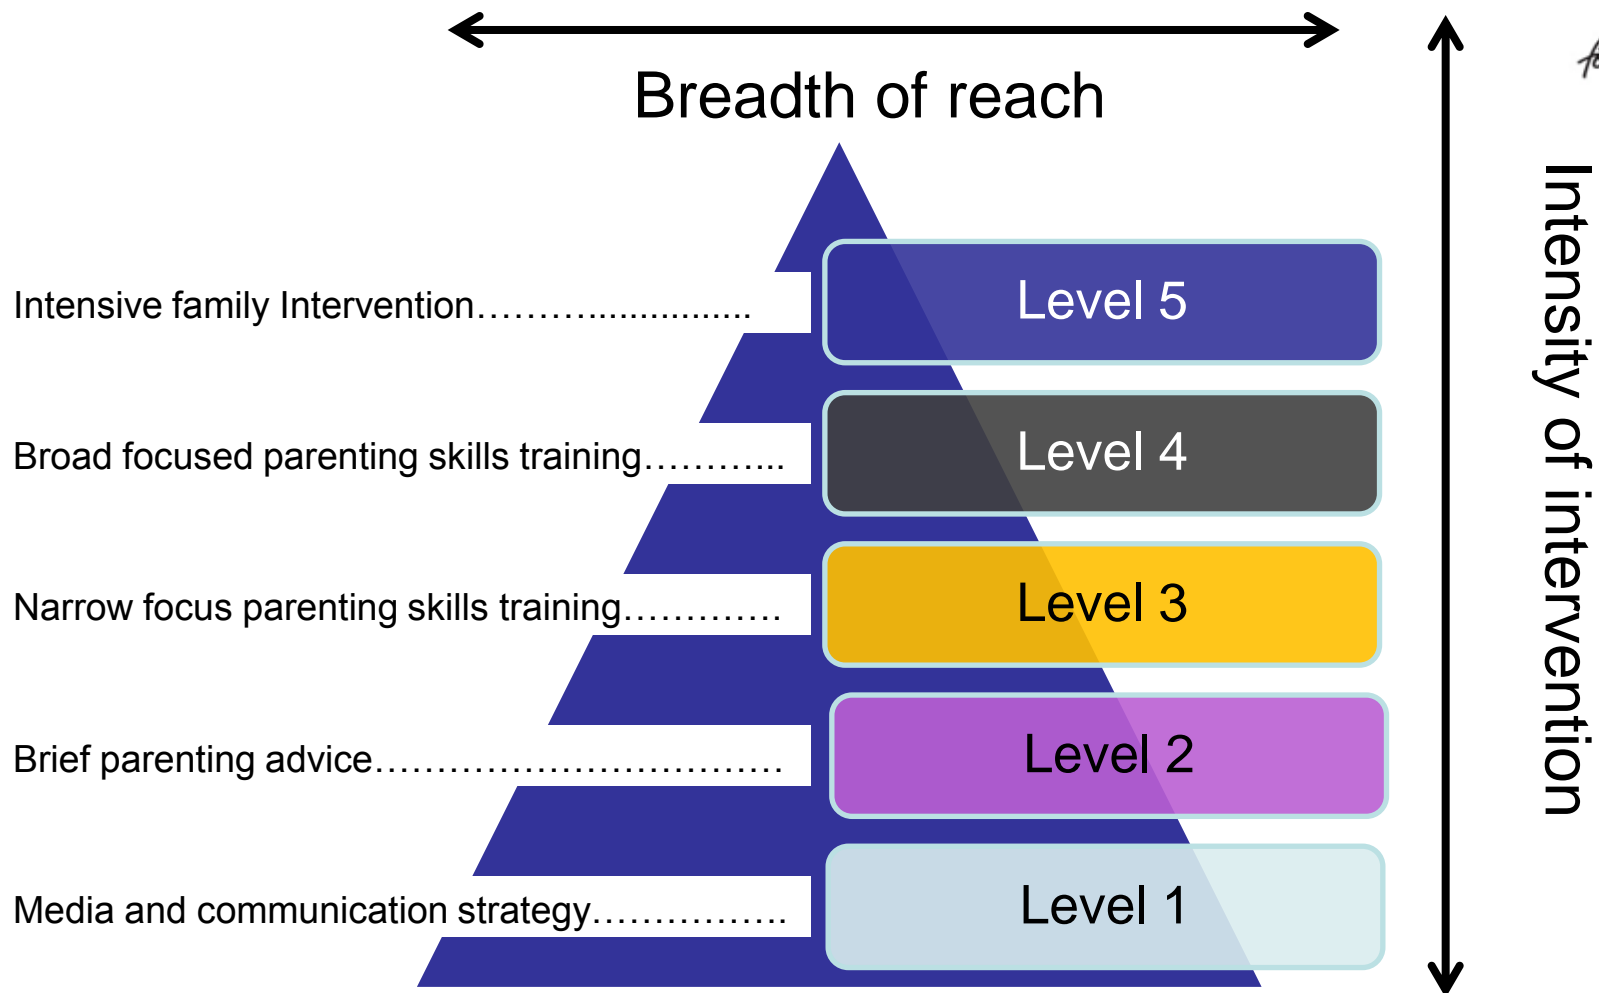 Breadth of reach
Intensive family Intervention………................
Level 5
Broad focused parenting skills training………...
Level 4
Narrow focus parenting skills training………….
Level 3
Brief parenting advice……………………………
Level 2
Media and communication strategy…………….
Level 1
Intensity of intervention